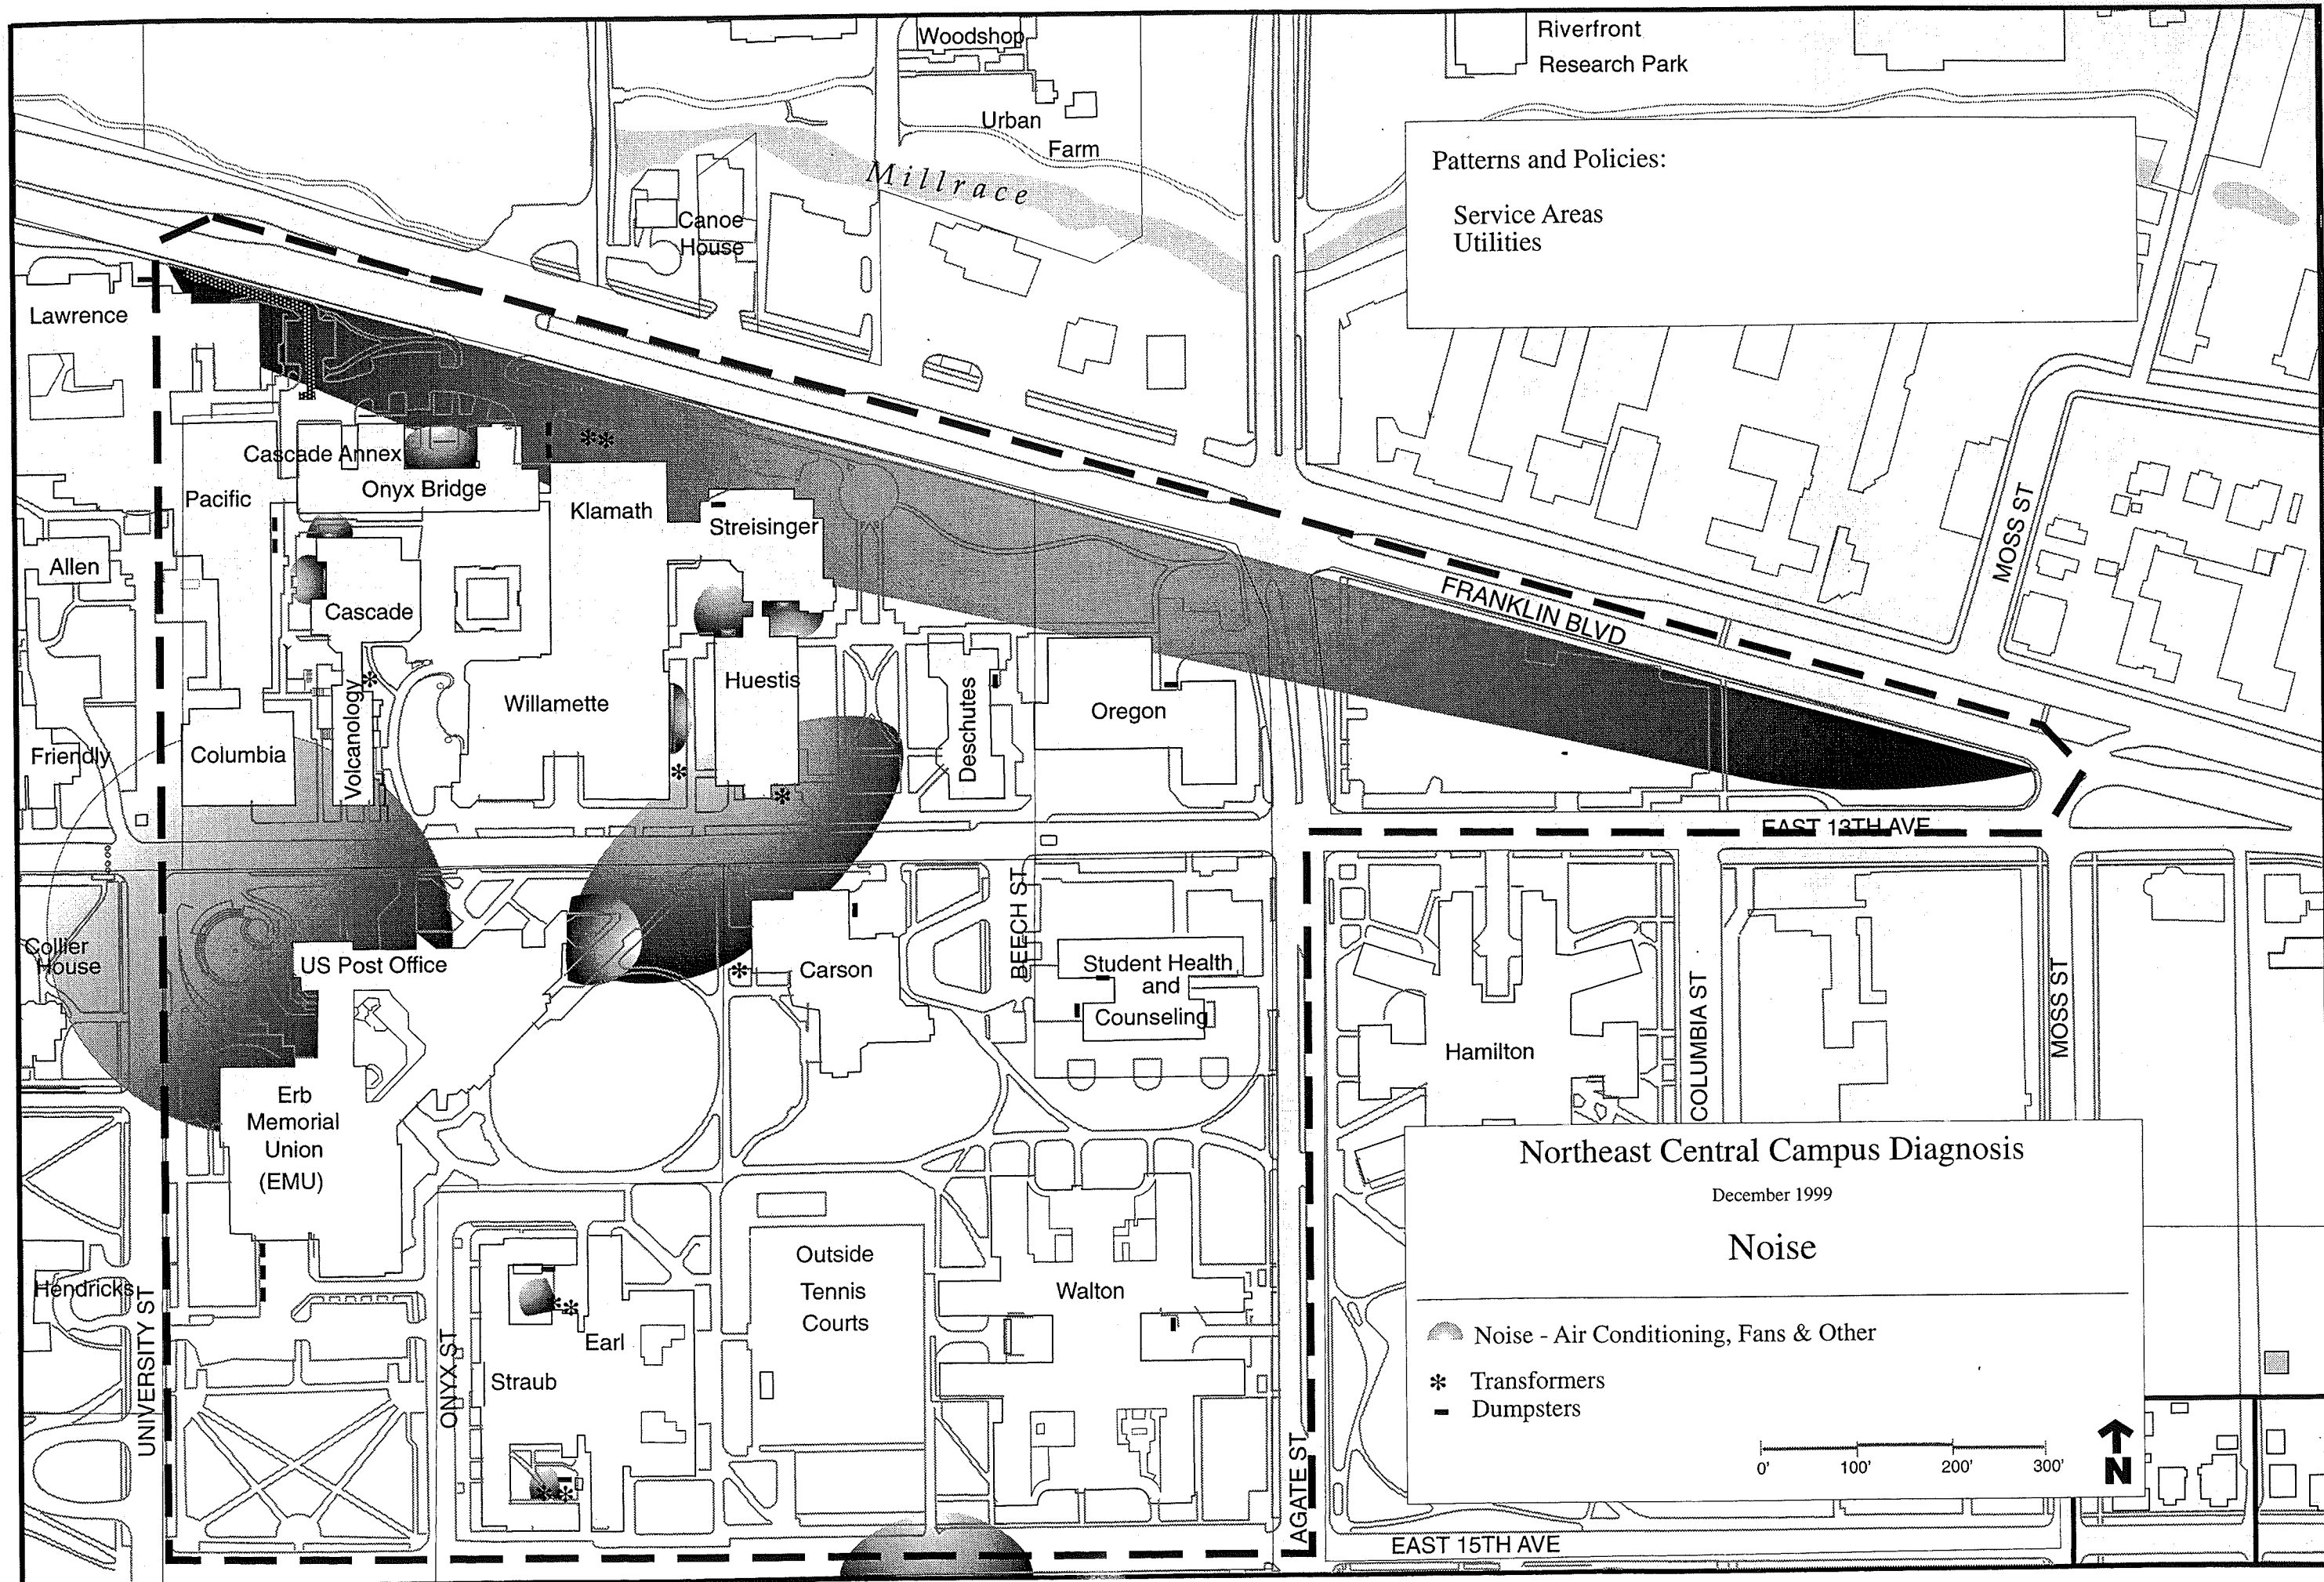 Woodshop
Riverfront
Research Park
Urban
Farm
Millrace
Patterns and Policies:
Service Areas
Utilities
Canoe
House
Lawrence
Cascade Annex
Onyx Bridge
Pacific
Klamath
Streisinger
Allen
Cascade
MOSS ST
FRANKLIN BLVD
Huestis
Volcanology
Willamette
Deschutes
Oregon
Friendly
Columbia
EAST 13TH AVE
Collier
House
US Post Office
Carson
BEECH ST
Student Health
and
Counseling
Hamilton
COLUMBIA ST
MOSS ST
Erb
Memorial
Union
(EMU)
Northeast Central Campus Diagnosis
December 1999
Noise
Noise - Air Conditioning, Fans & Other
* Transformers
Dumpsters
0' 100' 200' 300'
N
Hendricks
UNIVERSITY ST
ONYX ST
Straub
Earl
Outside
Tennis
Courts
Walton
AGATE ST
EAST 15TH AVE